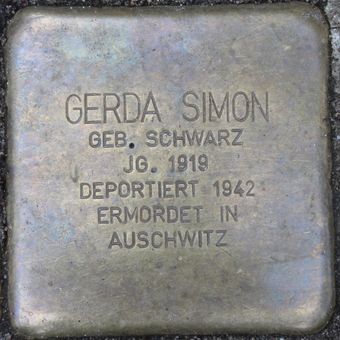 GERDA SIMON
GEB. SCHWARZ
JG. 1919
DEPORTIERT 1942
ERMORDET IN
AUSCHWITZ